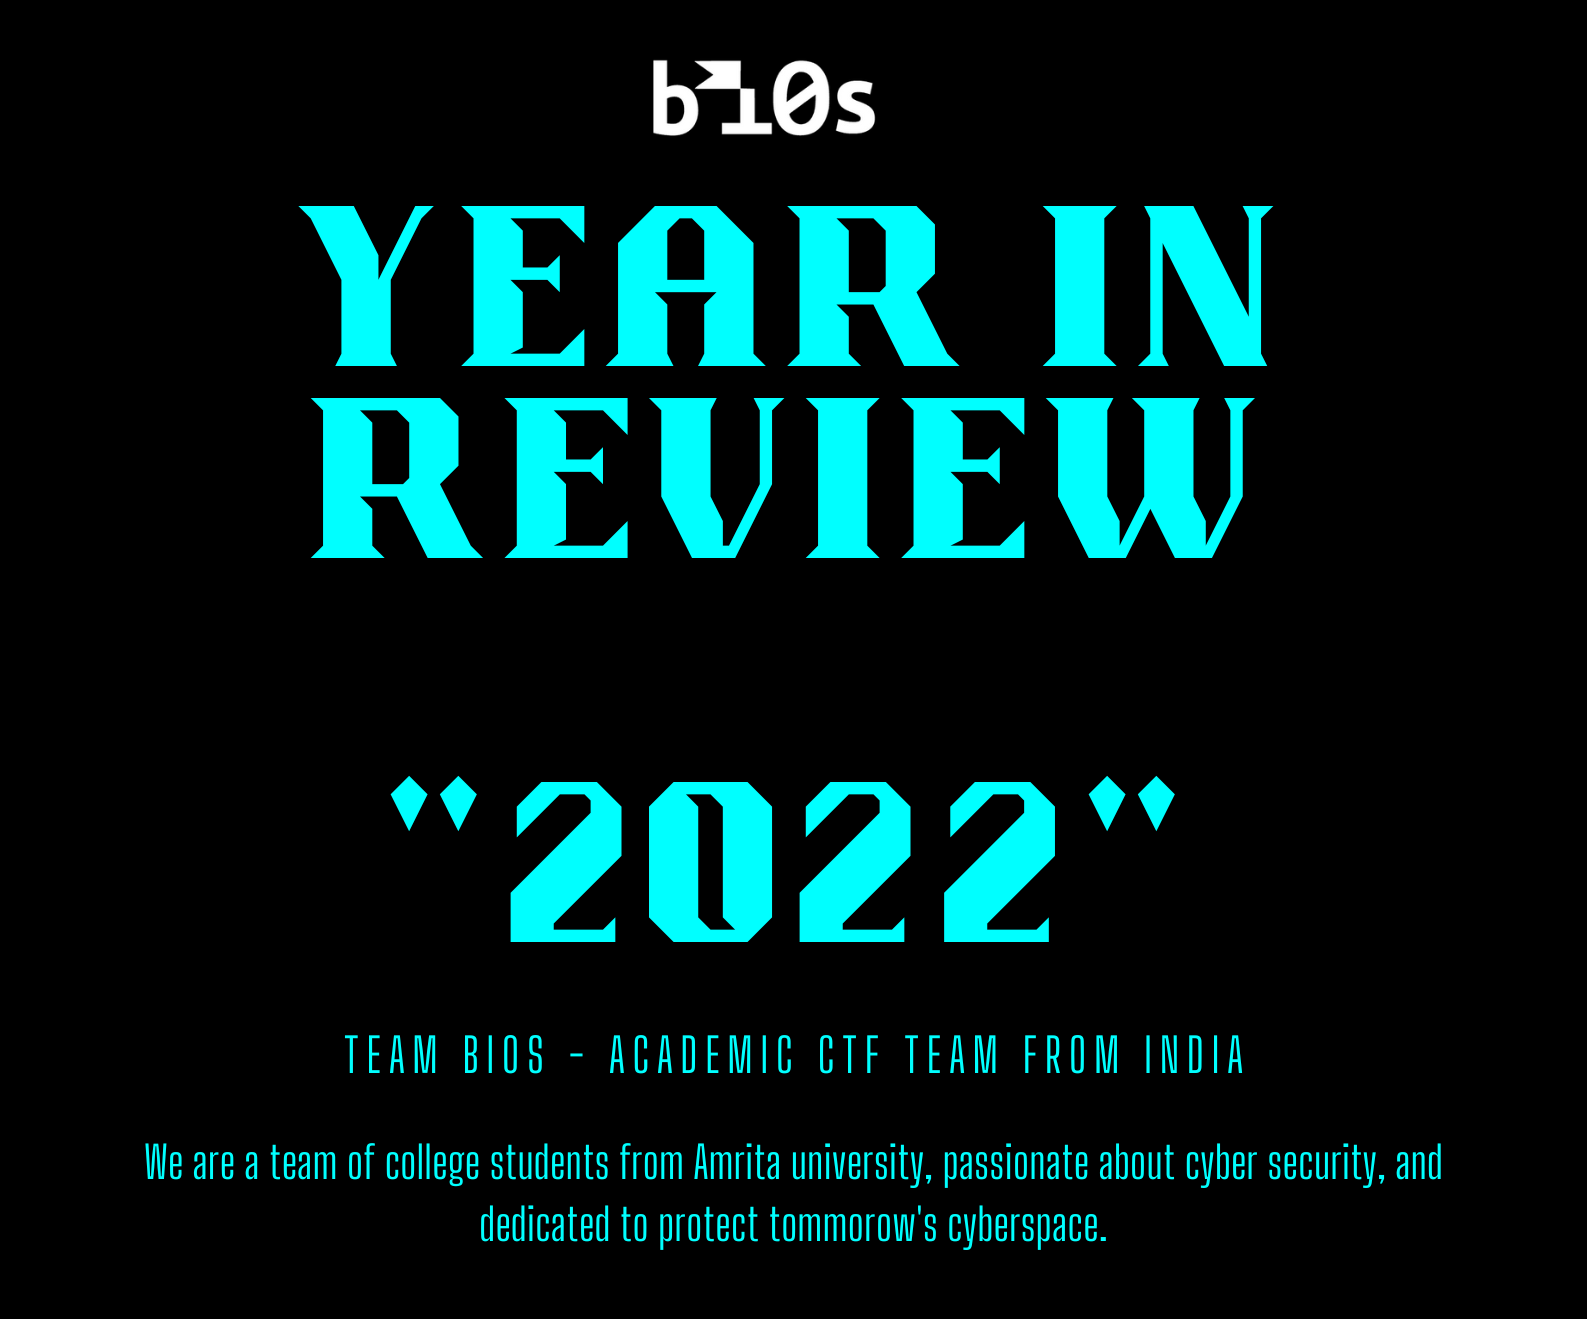 bi0s
YEAR IN
REVIEW
"2022"
TEAM BIOS - ACADEMIC CTF TEAM FROM INDIA
We are a team of college students from Amrita university, passionate about cyber security, and
dedicated to protect tommorow's cyberspace.